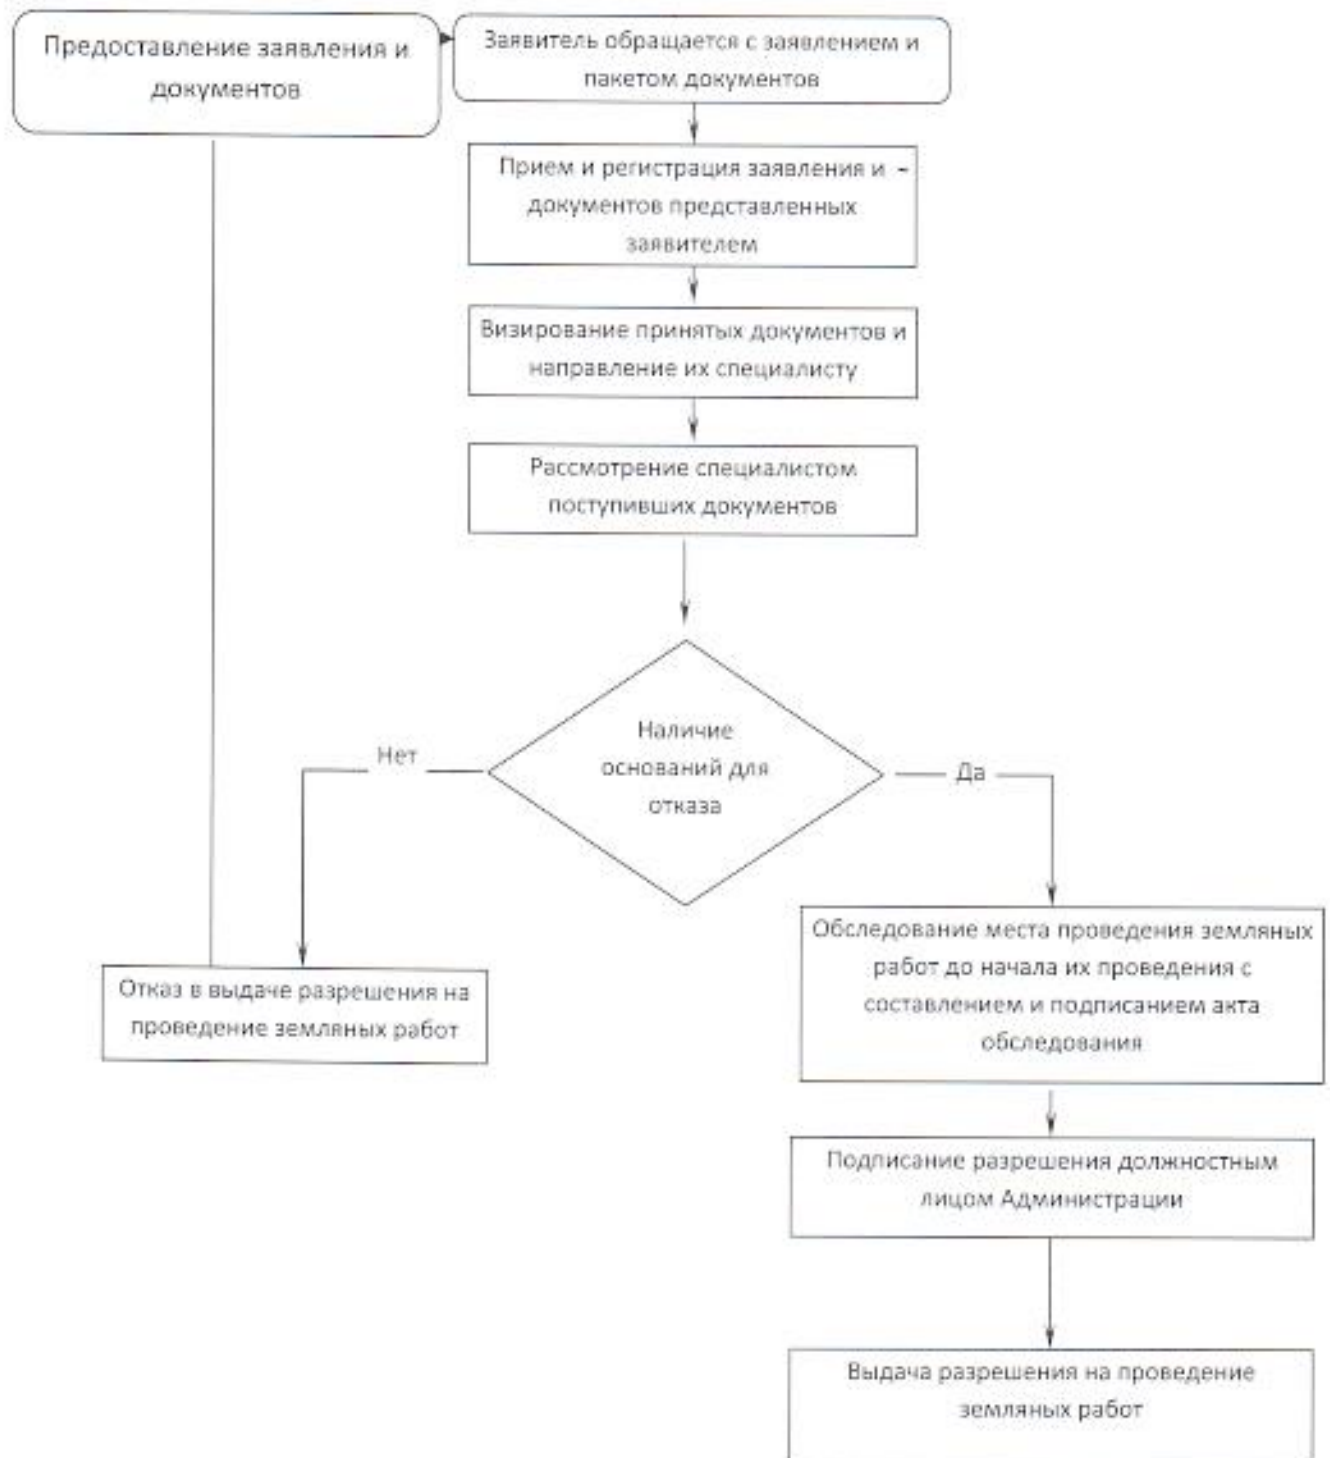 Предоставление заявления и
документов
Заявитель обращается с заявлением и
пакетом документов
Прием и регистрация заявления и -
документов представленных
заявителем
Визирование принятых документов и
направление их специалисту
Рассмотрение специалистом
поступивших документов
Наличие
оснований для
отказа
Нет
Да
Отказ в выдаче разрешения на
проведение земляных работ
Обследование места проведения земляных
работ до начала их проведения с
составлением и подписанием акта
обследования
Подписание разрешения должностным
лицом Администрации
Выдача разрешения на проведение
земляных работ